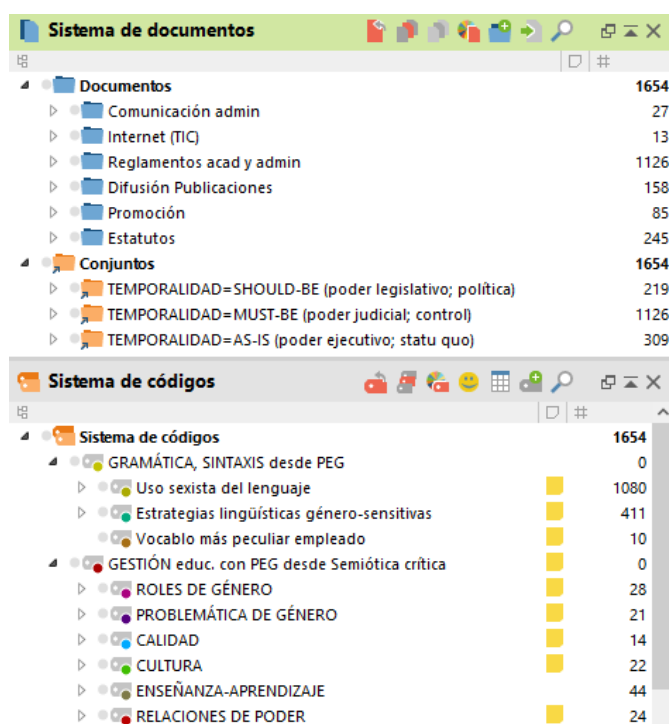 Sistema de documentos
#
Documentos 1654
Comunicación admin 27
Internet (TIC) 13
Reglamentos acad y admin 1126
Difusión Publicaciones 158
Promoción 85
Estatutos 245
Conjuntos 1654
TEMPORALIDAD=SHOULD-BE (poder legislativo; política) 219
TEMPORALIDAD=MUST-BE (poder judicial; control) 1126
TEMPORALIDAD=AS-IS (poder ejecutivo; statu quo) 309
Sistema de códigos
#
Sistema de códigos 1654
GRAMÁTICA, SINTAXIS desde PEG 0
Uso sexista del lenguaje 1080
Estrategias lingüísticas género-sensitivas 411
Vocablo más peculiar empleado 10
GESTIÓN educ. con PEG desde Semiótica crítica 0
ROLES DE GÉNERO 28
PROBLEMÁTICA DE GÉNERO 21
CALIDAD 14
CULTURA 22
ENSEÑANZA-APRENDIZAJE 44
RELACIONES DE PODER 24